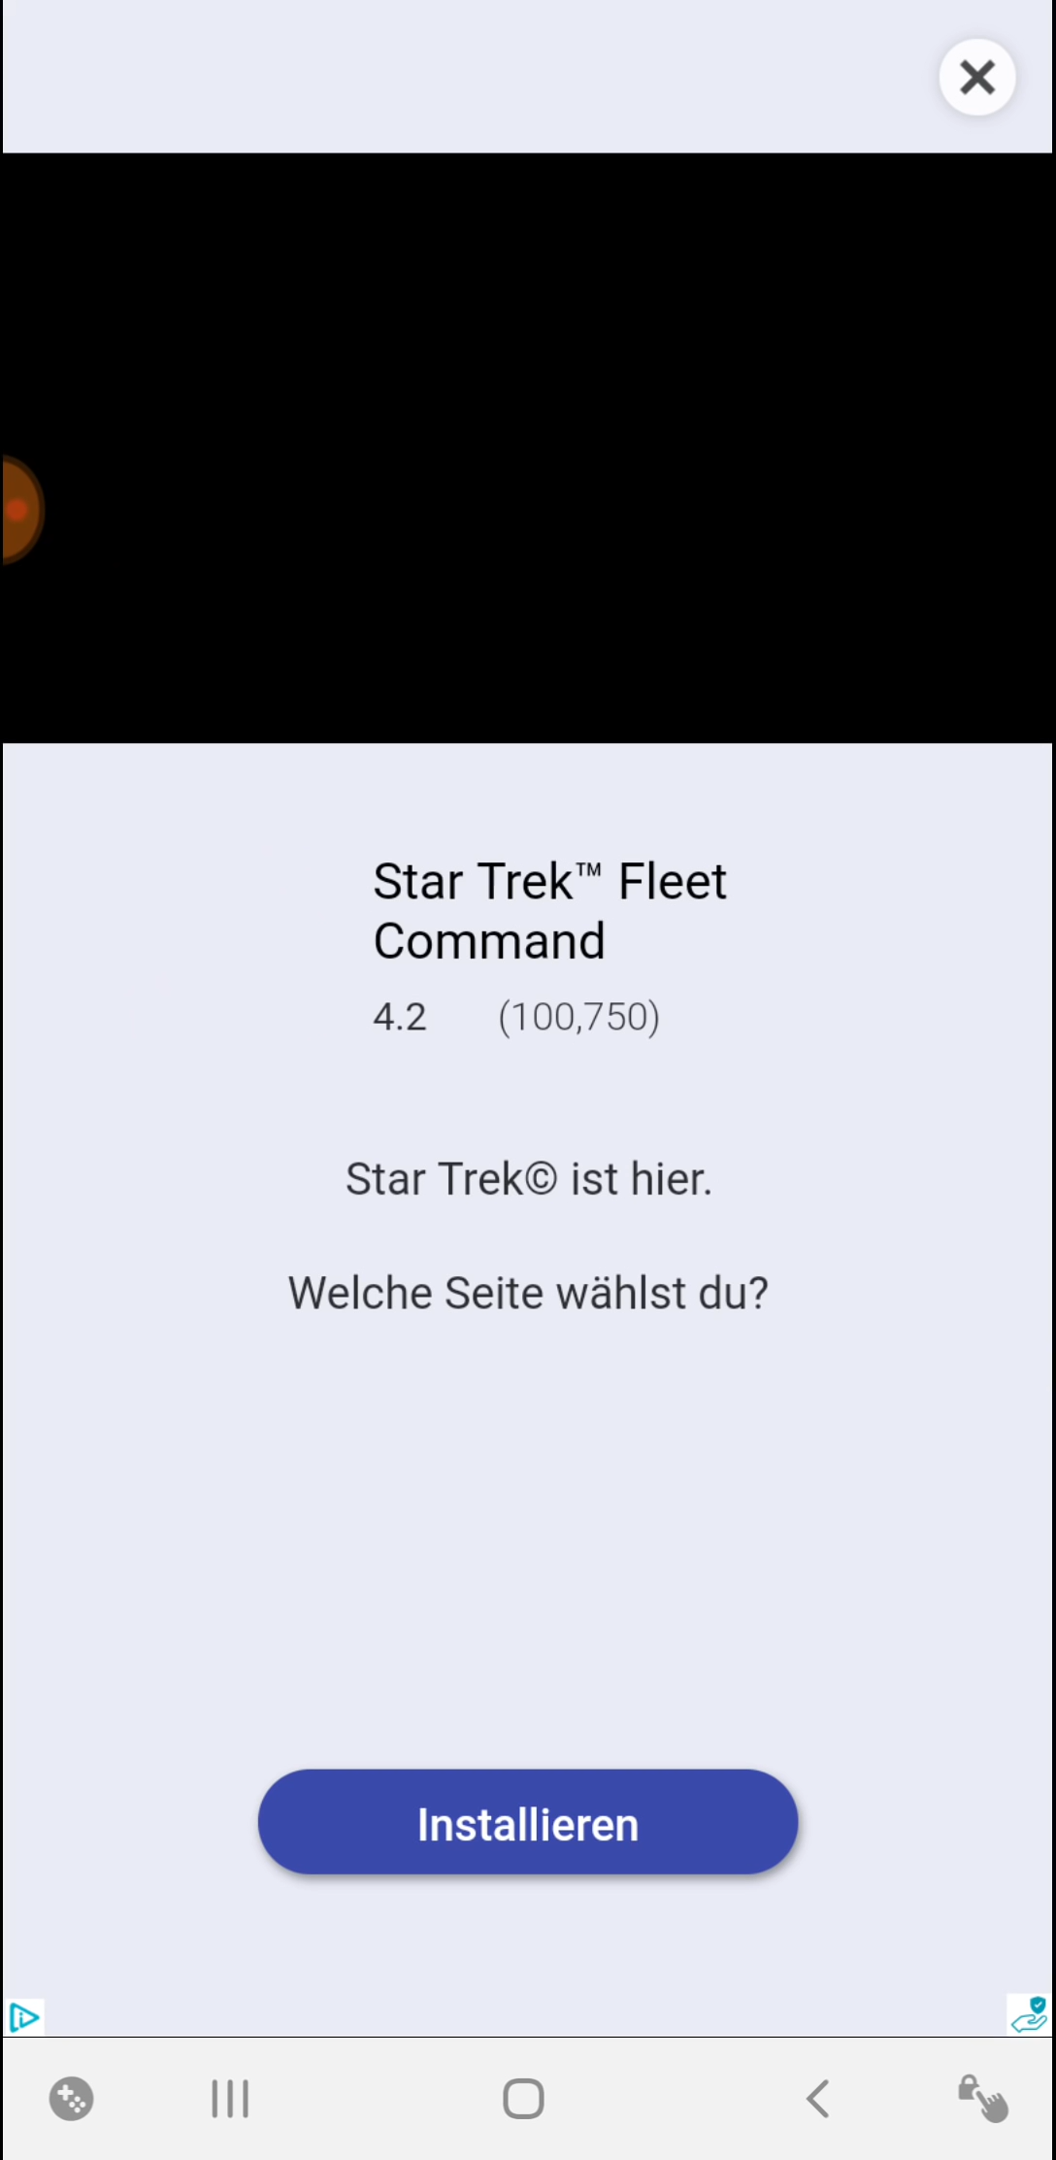 Star Trek™ Fleet
Command
4.2 (100,750)
Star Trek© ist hier.
Welche Seite wählst du?
Installieren